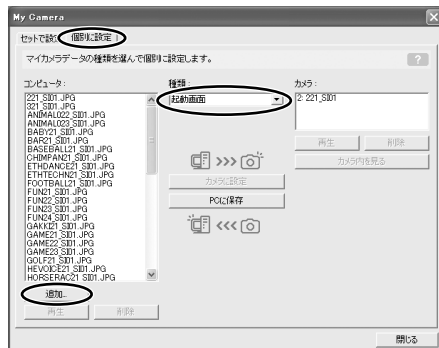 My Camera
セットで設定
個別に設定
マイカメラデータの種類を選んで個別に設定します。
?
コンピュータ:
種類:
カメラ:
221_SI01.JPG
321_SI01.JPG
ANIMAL022_SI01.JPG
ANIMAL023_SI01.JPG
BABY21_SI01.JPG
BAR21_SI01.JPG
BASEBALL21_SI01.JPG
CHIMPAN21_SI01.JPG
ETHDANCE21_SI01.JPG
ETHTECHN21_SI01.JPG
FOOTBALL21_SI01.JPG
FUN21_SI01.JPG
FUN22_SI01.JPG
FUN23_SI01.JPG
FUN24_SI01.JPG
GAKKI21_SI01.JPG
GAME21_SI01.JPG
GAME22_SI01.JPG
GAME23_SI01.JPG
GOLF21_SI01.JPG
HEVOICE21_SI01.JPG
HORSERAC21_SI01.JPG
起動画面
2: 221_SI01
再生
削除
カメラ内を見る
カメラに設定
PCに保存
追加...
再生
削除
閉じる